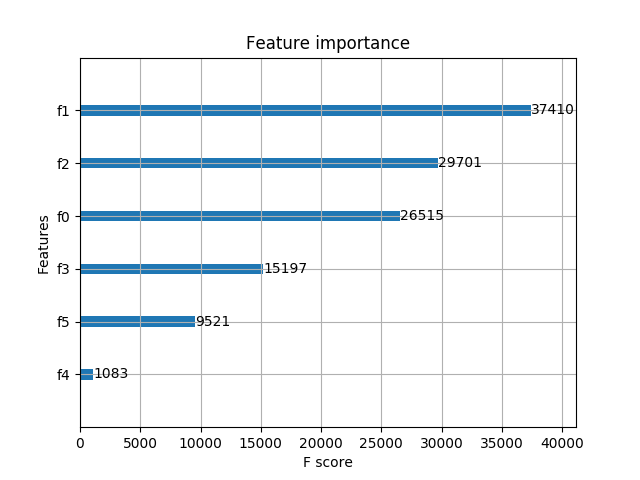 Feature importance
f1
37410
f2
29701
f0
26515
f3
15197
f5
9521
f4
1083
Features
0 5000 10000 15000 20000 25000 30000 35000 40000
F score